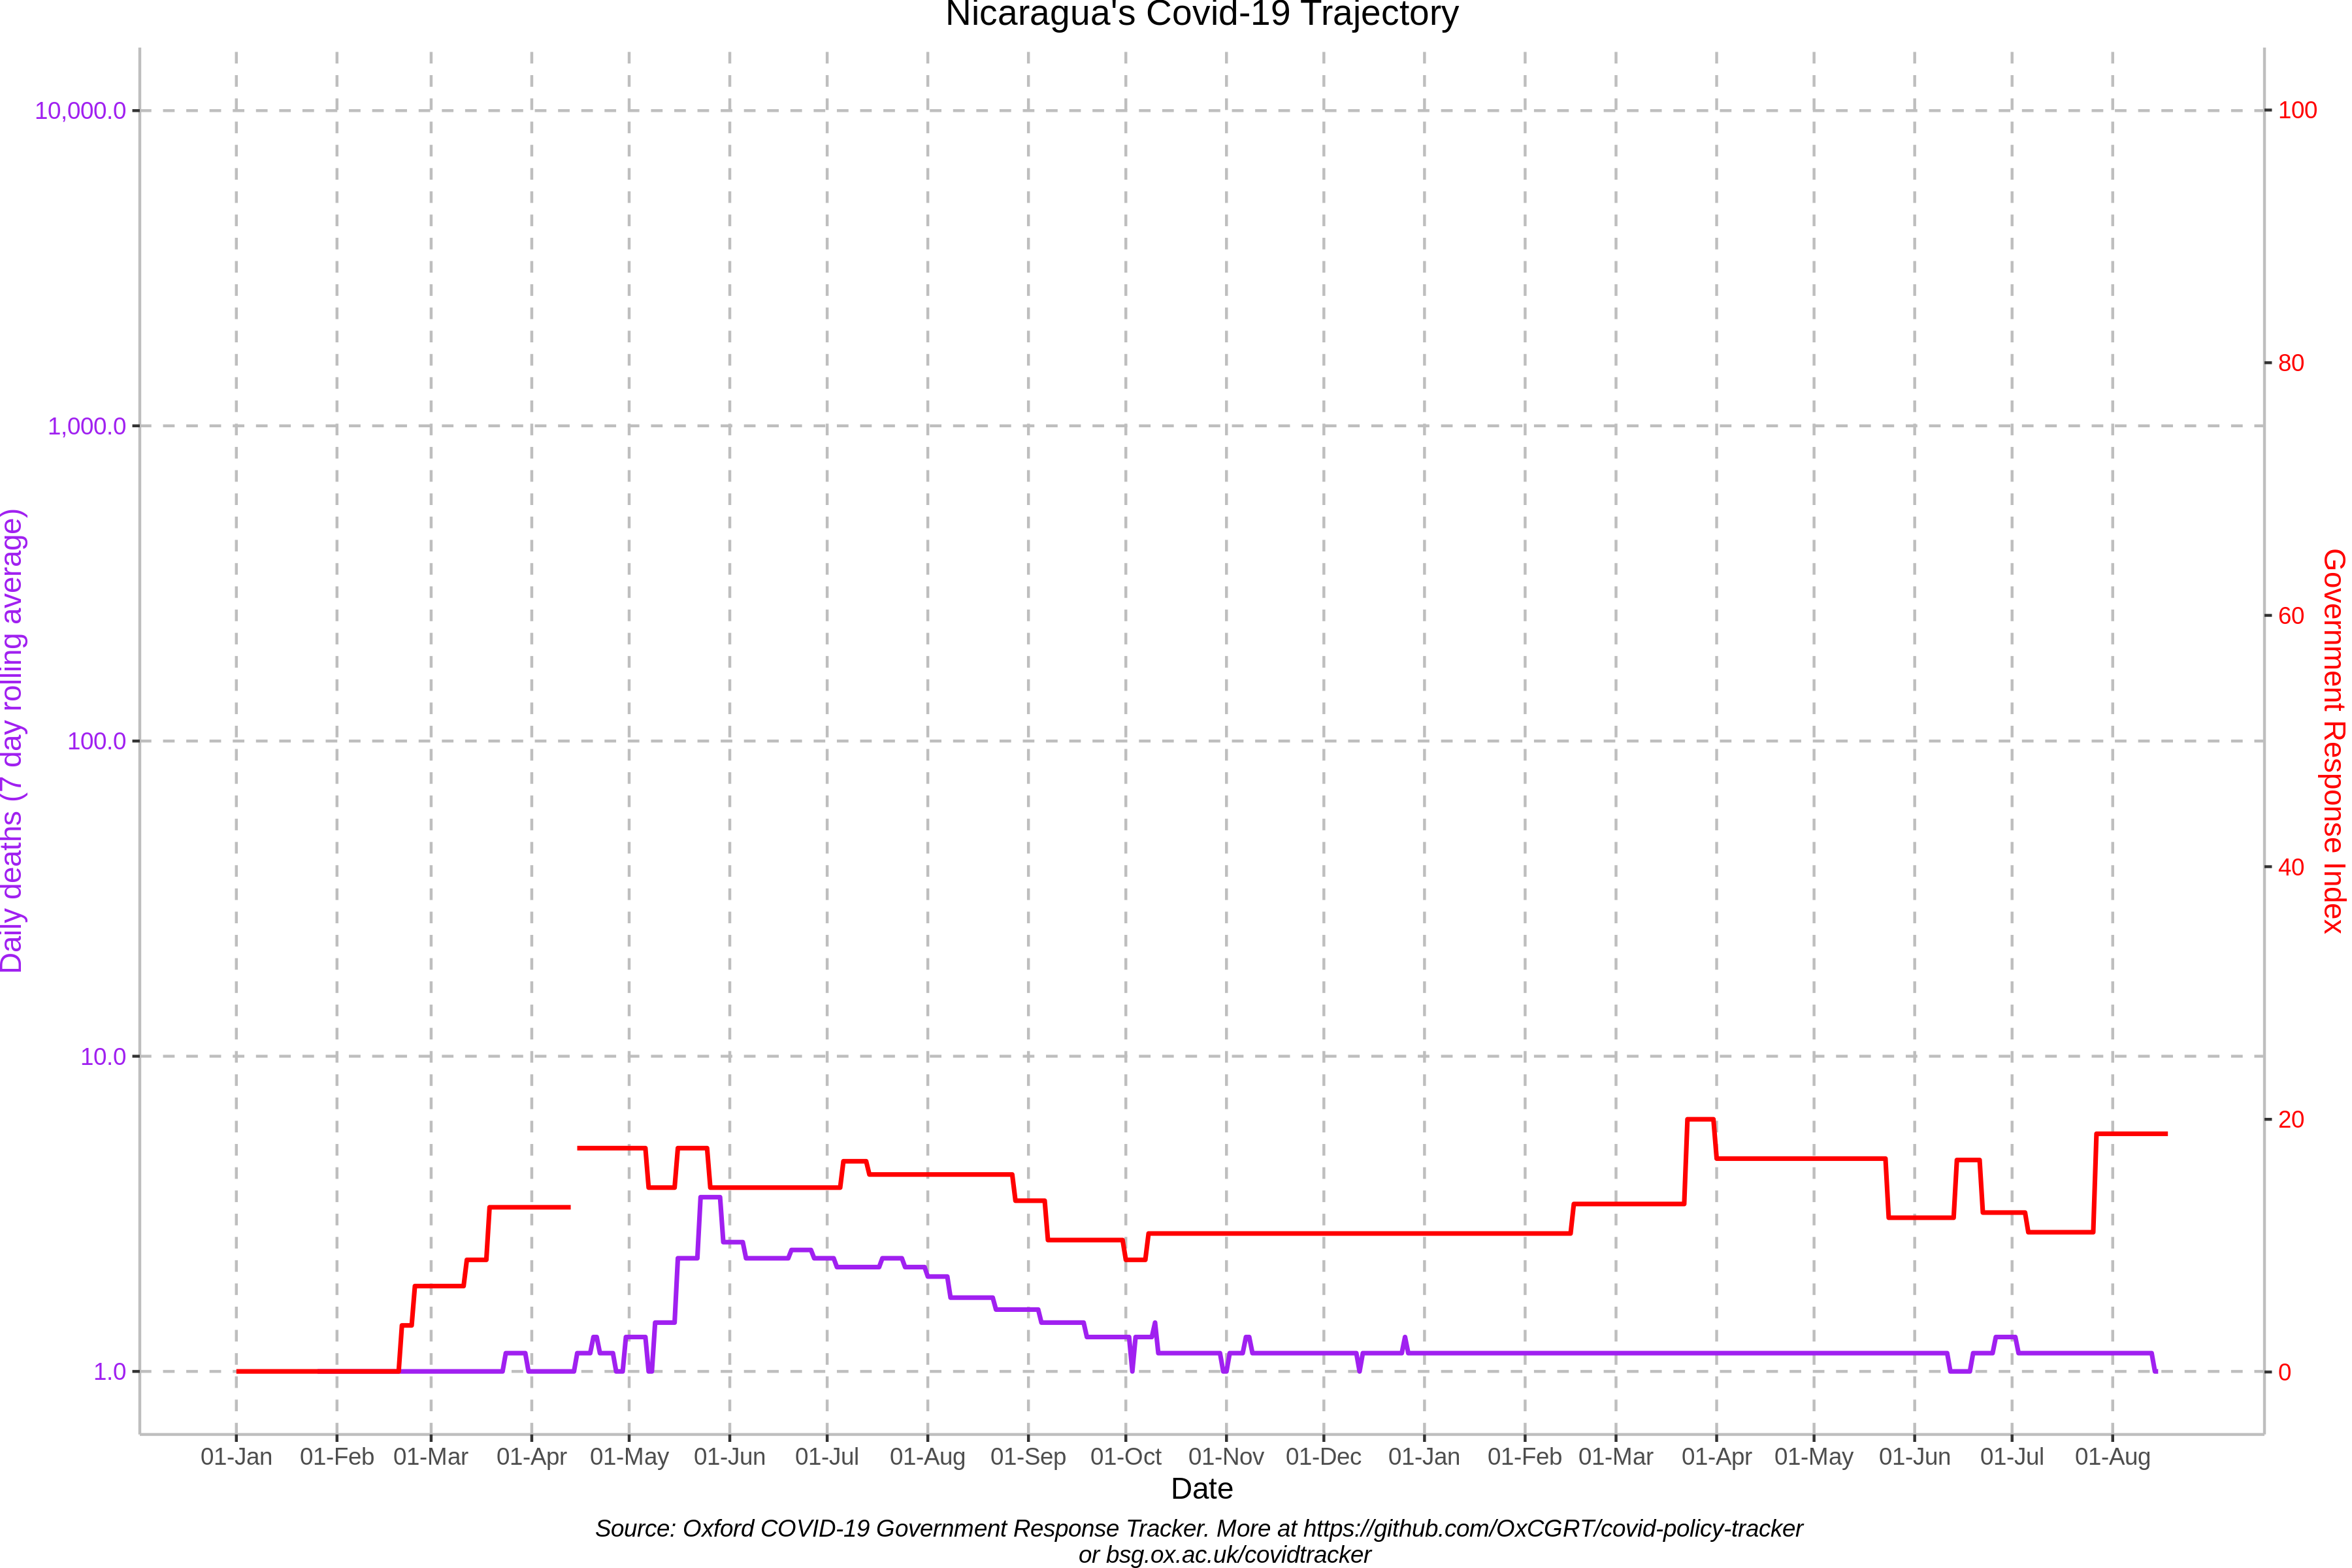 Nicaragua's Covid-19 Trajectory
10,000.0
1,000.0
100.0
10.0
1.0
Daily deaths (7 day rolling average)
100
80
60
40
20
0
Government Response Index
01-Jan 01-Feb 01-Mar 01-Apr 01-May 01-Jun 01-Jul 01-Aug 01-Sep 01-Oct 01-Nov 01-Dec 01-Jan 01-Feb 01-Mar 01-Apr 01-May 01-Jun 01-Jul 01-Aug
Date
Source: Oxford COVID-19 Government Response Tracker. More at https://github.com/OxCGRT/covid-policy-tracker
or bsg.ox.ac.uk/covidtracker